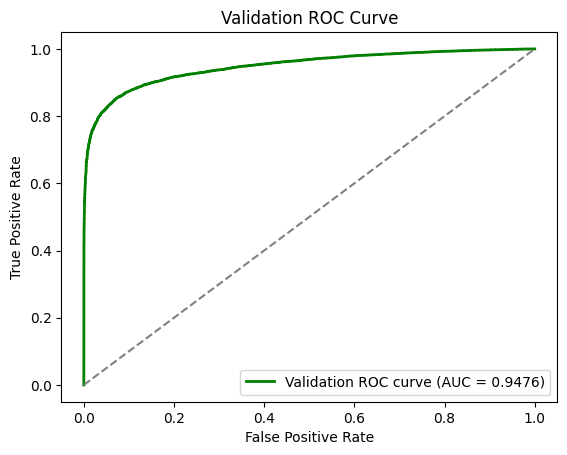 Validation ROC Curve
True Positive Rate
1.0
0.8
0.6
0.4
0.2
0.0
Validation ROC curve (AUC = 0.9476)
0.0 0.2 0.4 0.6 0.8 1.0
False Positive Rate